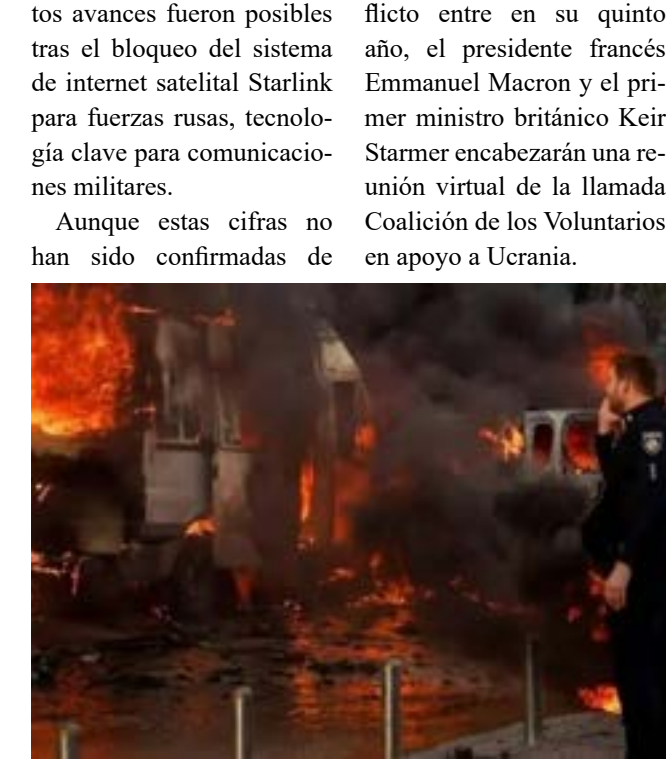 tos avances fueron posibles
tras el bloqueo del sistema
de internet satelital Starlink
para fuerzas rusas, tecnolo-
gía clave para comunicacio-
nes militares.
Aunque estas cifras no
han sido confirmadas de
flicto entre en su quinto
año, el presidente francés
Emmanuel Macron y el pri-
mer ministro británico Keir
Starmer encabezarán una re-
unión virtual de la llamada
Coalición de los Voluntarios
en apoyo a Ucrania.